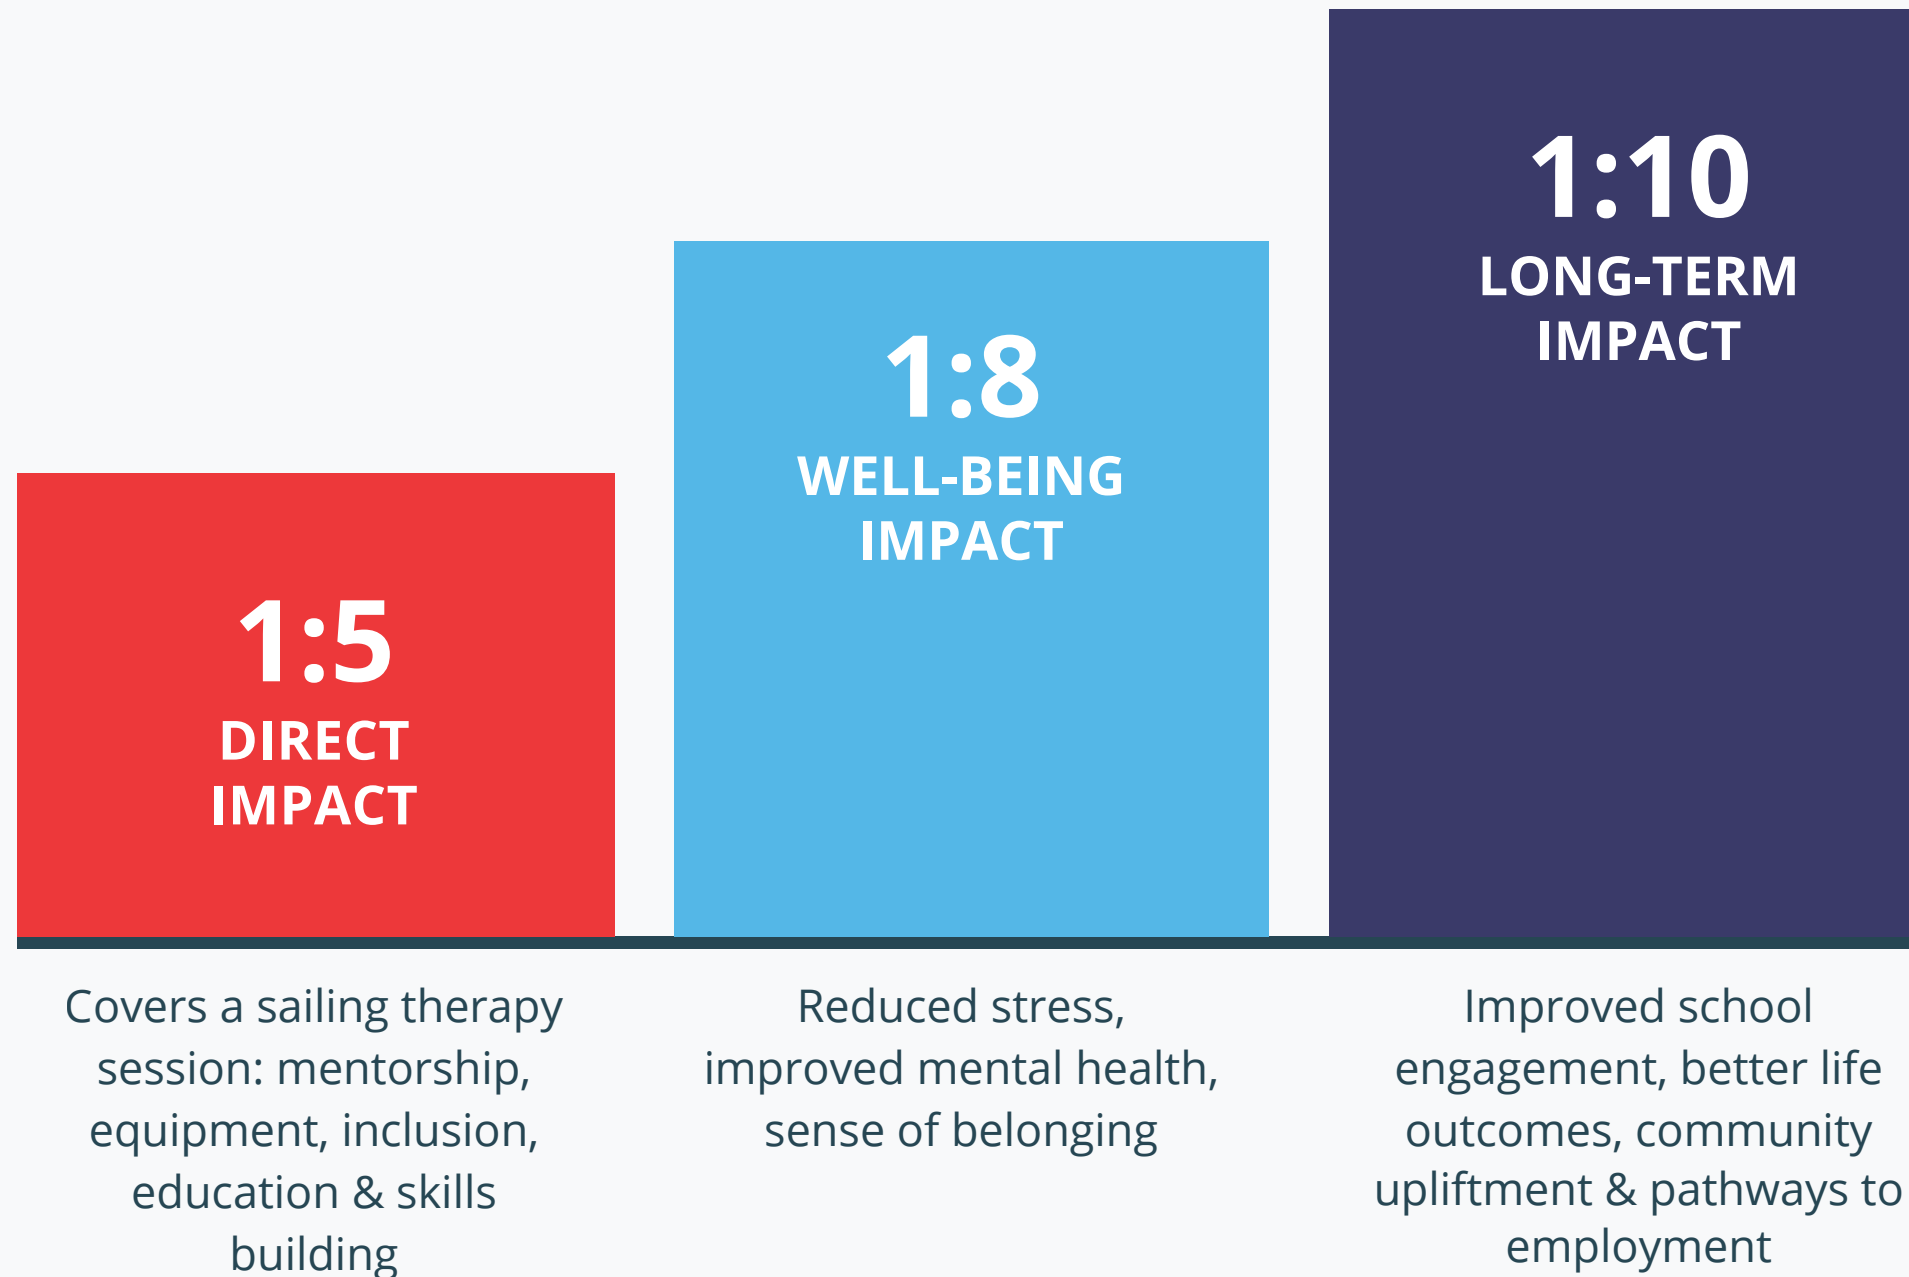 1:5
DIRECT
IMPACT
Covers a sailing therapy
session: mentorship,
equipment, inclusion,
education & skills
building
1:8
WELL-BEING
IMPACT
Reduced stress,
improved mental health,
sense of belonging
1:10
LONG-TERM
IMPACT
Improved school
engagement, better life
outcomes, community
upliftment & pathways to
employment